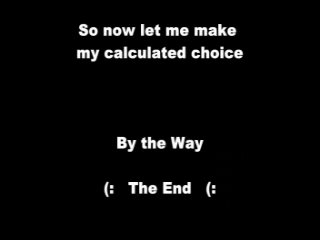 So now let me make
my calculated choice
By the Way
(: The End (: